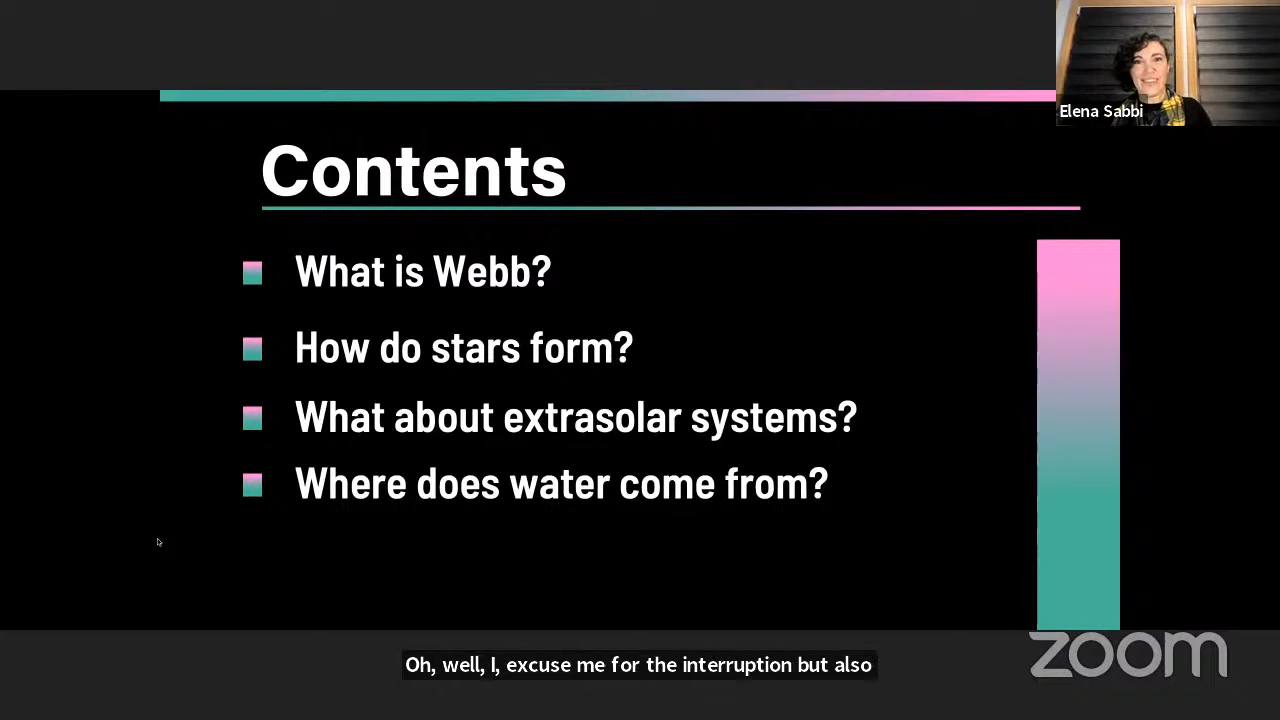 Elena Sabbi
Contents
What is Webb?
How do stars form?
What about extrasolar systems?
Where does water come from?
Oh, well, I, excuse me for the interruption but also
zoom